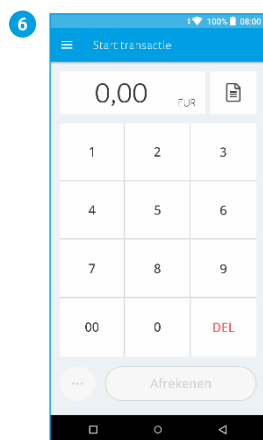 6
100% 08:00
Start transactie
0,00 EUR
1 2 3
4 5 6
7 8 9
00 0 DEL
Afrekenen